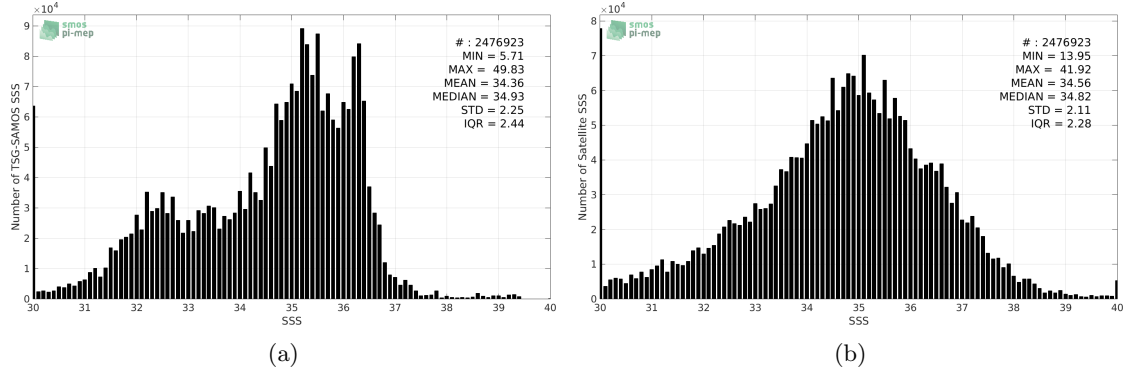 ×10⁴
smos
pi-mep
# : 2476923
MIN = 5.71
MAX = 49.83
MEAN = 34.36
MEDIAN = 34.93
STD = 2.25
IQR = 2.44
Number of TSG-SAMOS SSS
9
8
7
6
5
4
3
2
1
0
30 31 32 33 34 35 36 37 38 39 40
SSS
(a)
×10⁴
smos
pi-mep
# : 2476923
MIN = 13.95
MAX = 41.92
MEAN = 34.56
MEDIAN = 34.82
STD = 2.11
IQR = 2.28
Number of Satellite SSS
8
7
6
5
4
3
2
1
0
30 31 32 33 34 35 36 37 38 39 40
SSS
(b)